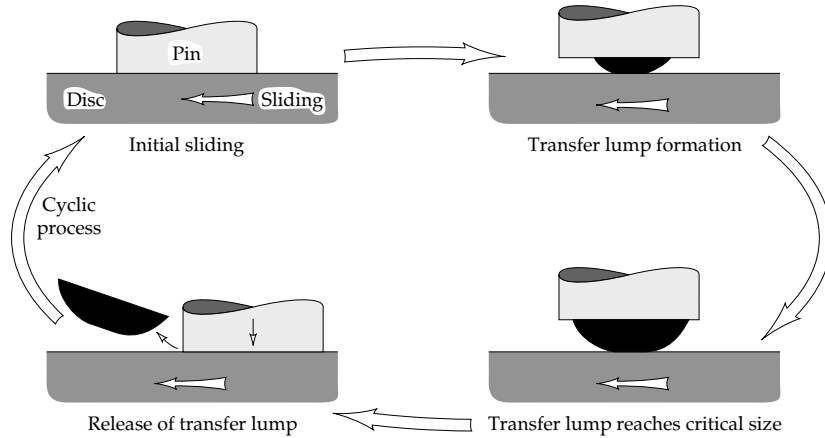 Pin
Disc
Sliding
Initial sliding
Transfer lump formation
Cyclic
process
Release of transfer lump
Transfer lump reaches critical size